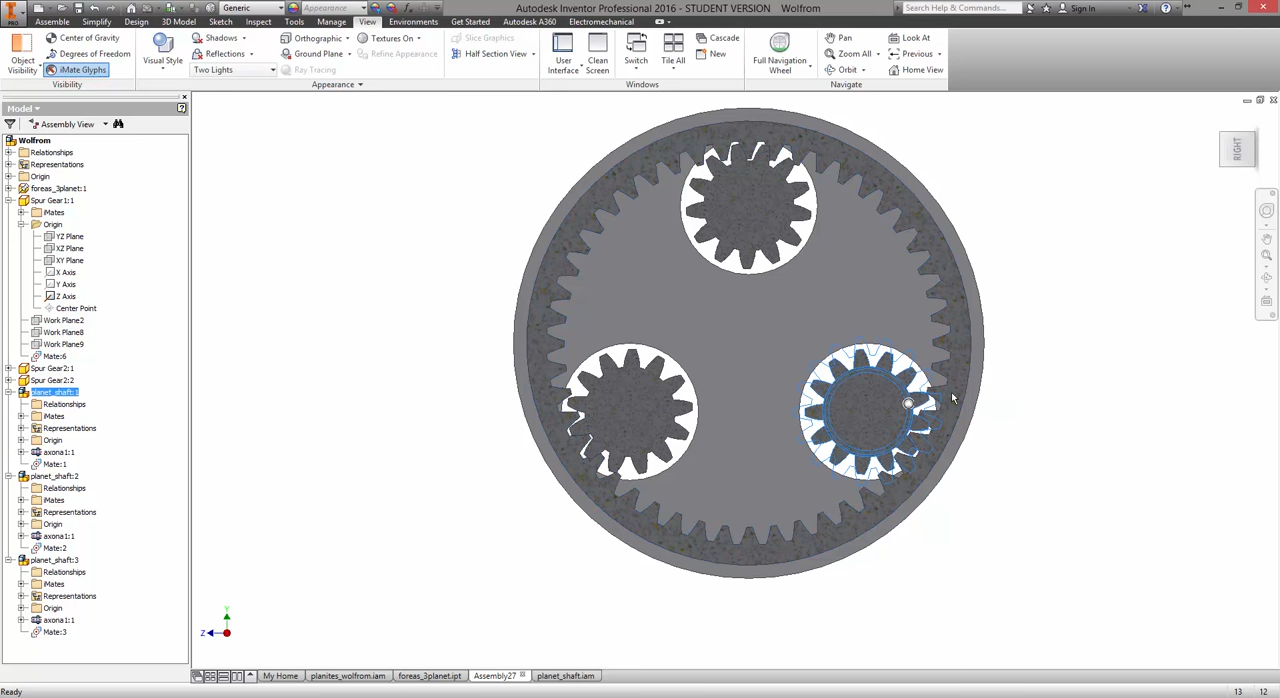 Generic
Appearance
Autodesk Inventor Professional 2016 - STUDENT VERSION Wolfrom
Search Help & Commands...
Sign In
PRO
Assemble Simplify Design 3D Model Sketch Inspect Tools Manage View Environments Get Started Autodesk A360 Electromechanical
Object Visibility
Center of Gravity
Degrees of Freedom
iMate Glyphs
Visibility
Visual Style
Shadows
Reflections
Two Lights
Orthographic
Ground Plane
Ray Tracing
Textures On
Refine Appearance
Appearance
Slice Graphics
Half Section View
User Interface
Clean Screen
Switch
Tile All
Cascade
New
Windows
Full Navigation Wheel
Pan
Zoom All
Orbit
Look At
Previous
Home View
Navigate
Model
Assembly View
Wolfrom
Relationships
Representations
Origin
foreas_3planet:1
Spur Gear1:1
iMates
Origin
YZ Plane
XZ Plane
XY Plane
X Axis
Y Axis
Z Axis
Center Point
Work Plane2
Work Plane8
Work Plane9
Mate:6
Spur Gear2:1
Spur Gear2:2
planet_shaft:1
Relationships
iMates
Representations
Origin
axona1:1
Mate:1
planet_shaft:2
Relationships
iMates
Representations
Origin
axona1:1
Mate:2
planet_shaft:3
Relationships
iMates
Representations
Origin
axona1:1
Mate:3
RIGHT
Y
Z
My Home planites_wolfrom.iam foreas_3planet.ipt Assembly27 planet_shaft.iam
Ready
13 12